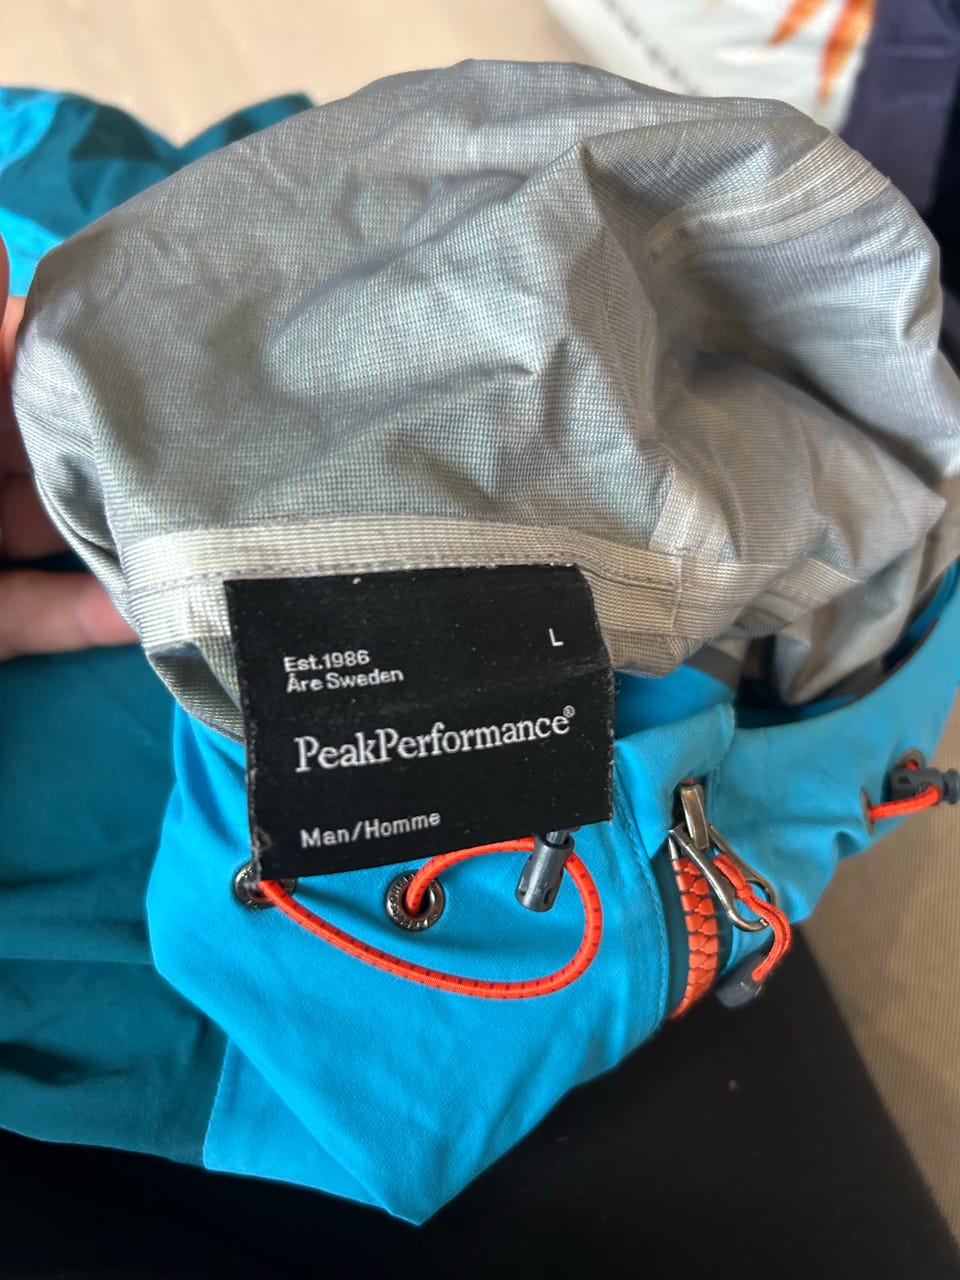 Est.1986
Åre Sweden
L
PeakPerformance®
Man/Homme